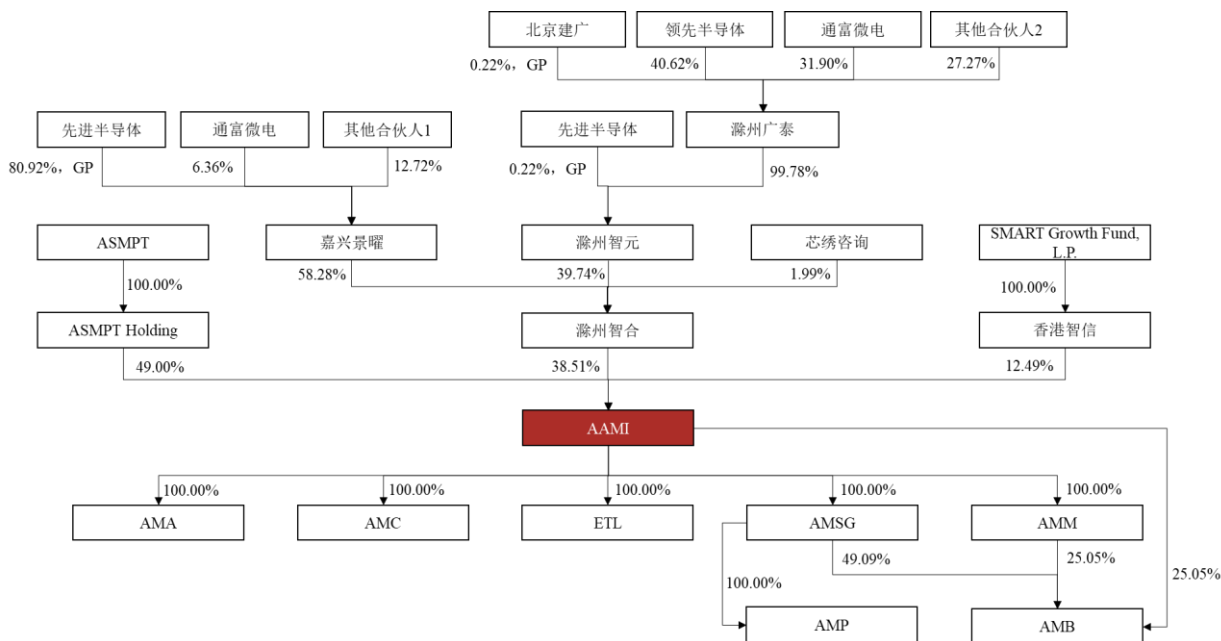 北京建广
领先半导体
通富微电
其他合伙人2
0.22%，GP
40.62%
31.90%
27.27%
先进半导体
通富微电
其他合伙人1
先进半导体
滁州广泰
80.92%，GP
6.36%
12.72%
0.22%，GP
99.78%
ASMPT
嘉兴景曜
滁州智元
芯绣咨询
SMART Growth Fund,
L.P.
100.00%
58.28%
39.74%
1.99%
100.00%
ASMPT Holding
滁州智合
香港智信
49.00%
38.51%
12.49%
AAMI
100.00%
100.00%
100.00%
100.00%
100.00%
AMA
AMC
ETL
AMSG
AMM
100.00%
49.09%
25.05%
25.05%
AMP
AMB